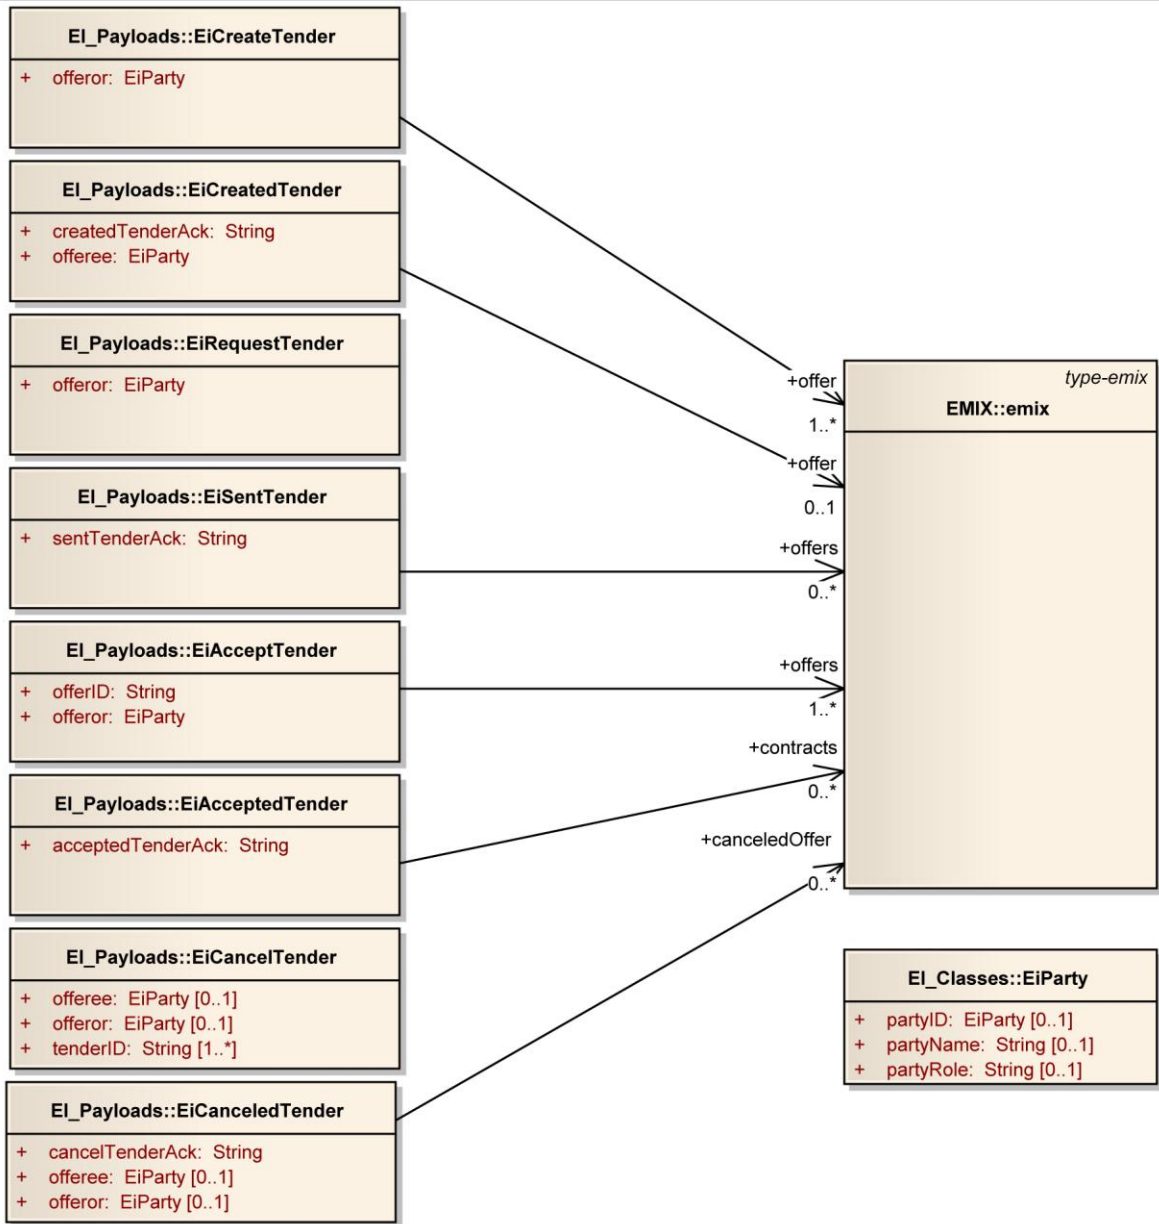 EI_Payloads::EiCreateTender
+ offeror: EiParty
EI_Payloads::EiCreatedTender
+ createdTenderAck: String
+ offeree: EiParty
EI_Payloads::EiRequestTender
+ offeror: EiParty
EI_Payloads::EiSentTender
+ sentTenderAck: String
EI_Payloads::EiAcceptTender
+ offerID: String
+ offeror: EiParty
EI_Payloads::EiAcceptedTender
+ acceptedTenderAck: String
EI_Payloads::EiCancelTender
+ offeree: EiParty [0..1]
+ offeror: EiParty [0..1]
+ tenderID: String [1..*]
EI_Payloads::EiCanceledTender
+ cancelTenderAck: String
+ offeree: EiParty [0..1]
+ offeror: EiParty [0..1]
+offer
1..*
+offer
0..1
+offers
0..*
+offers
1..*
+contracts
0..*
+canceledOffer
0..*
type-emix
EMIX::emix
EI_Classes::EiParty
+ partyID: EiParty [0..1]
+ partyName: String [0..1]
+ partyRole: String [0..1]